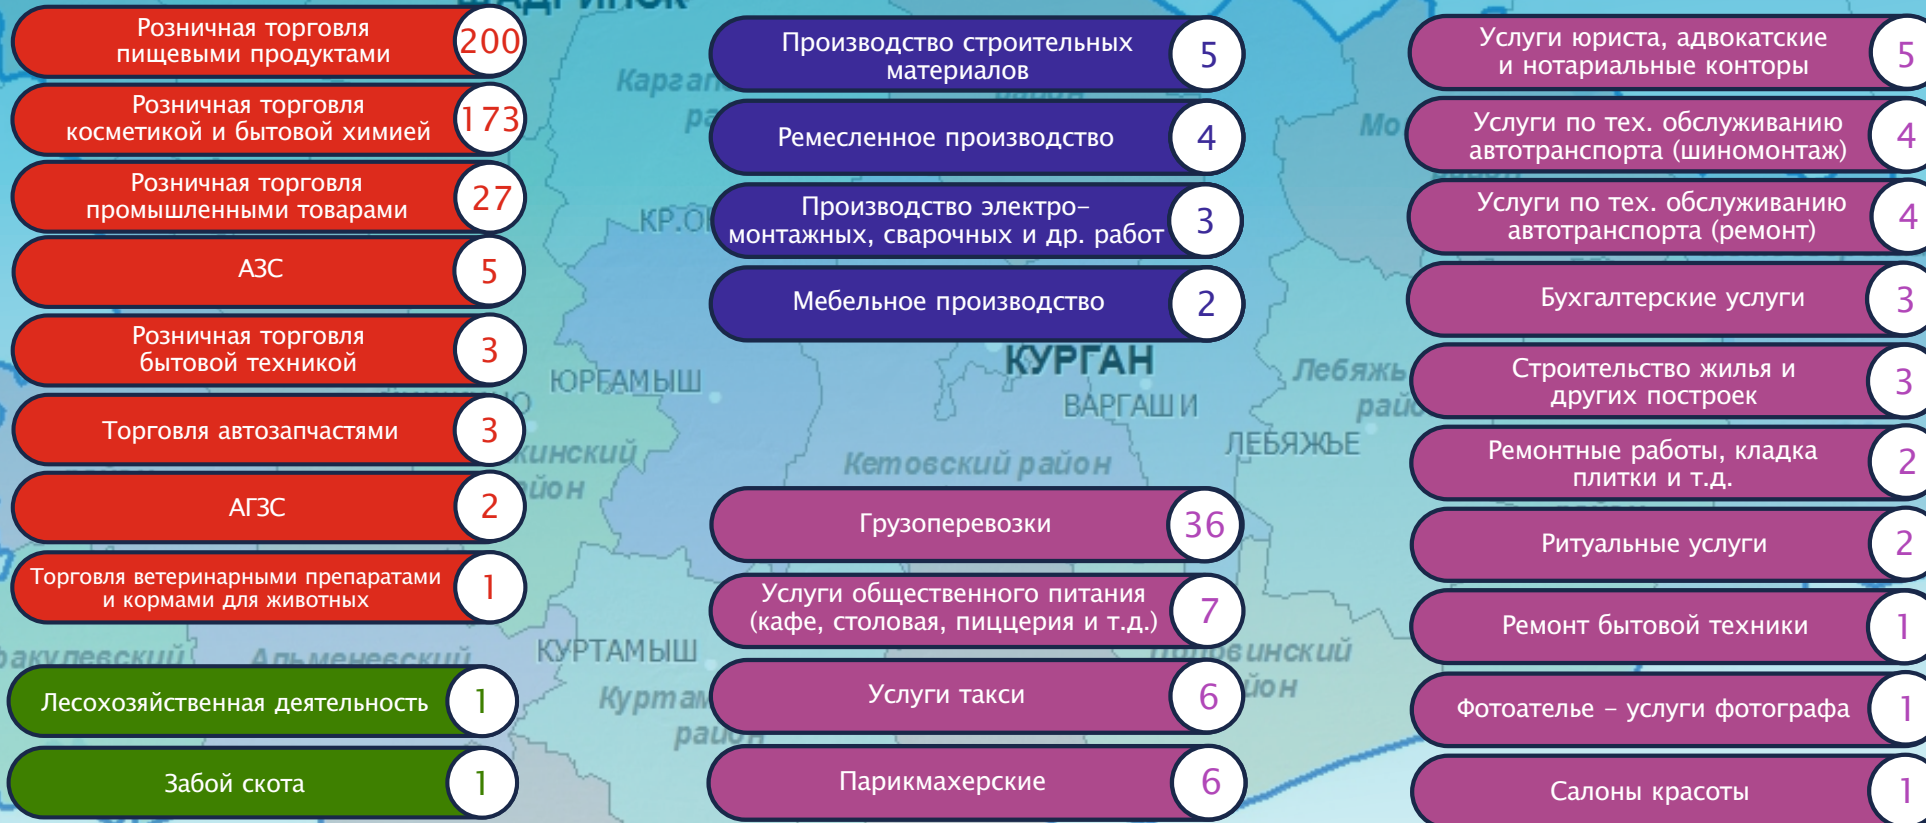 Розничная торговля
пищевыми продуктами
200
Розничная торговля
косметикой и бытовой химией
173
Розничная торговля
промышленными товарами
27
АЗС
5
Розничная торговля
бытовой техникой
3
Торговля автозапчастями
3
АГЗС
2
Торговля ветеринарными препаратами
и кормами для животных
1
Лесохозяйственная деятельность
1
Забой скота
1
Производство строительных
материалов
5
Ремесленное производство
4
Производство электро-
монтажных, сварочных и др. работ
3
Мебельное производство
2
КУРГАН
ЮРГАМЫШ
ВАРГАШИ
ЛЕБЯЖЬЕ
Кетовский район
КУРТАМЫШ
Грузоперевозки
36
Услуги общественного питания
(кафе, столовая, пиццерия и т.д.)
7
Услуги такси
6
Парикмахерские
6
Услуги юриста, адвокатские
и нотариальные конторы
5
Услуги по тех. обслуживанию
автотранспорта (шиномонтаж)
4
Услуги по тех. обслуживанию
автотранспорта (ремонт)
4
Бухгалтерские услуги
3
Строительство жилья и
других построек
3
Ремонтные работы, кладка
плитки и т.д.
2
Ритуальные услуги
2
Ремонт бытовой техники
1
Фотоателье – услуги фотографа
1
Салоны красоты
1